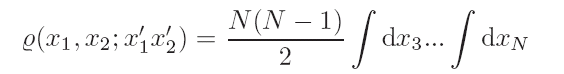 ϱ(x₁, x₂; x′₁x′₂) = N(N − 1)/2 ∫ dx₃... ∫ dx_N